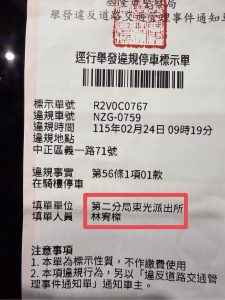 舉發違反道路交通管理事件通知單
逕行舉發違規停車標示單
標示單號 R2V0C0767
違規車號 NZG-0759
違規時間 115年02月24日 09時19分
違規地點
中正區義一路71號
違規事實 第56條1項01款
在騎樓停車
填單單位 第二分局東光派出所
填單人員 林宥傑
注意事項
1.本單為標示性質,不作繳費使用
2.本項違規行為,另以「違反道路交通管
理事件通知單」通知車主。